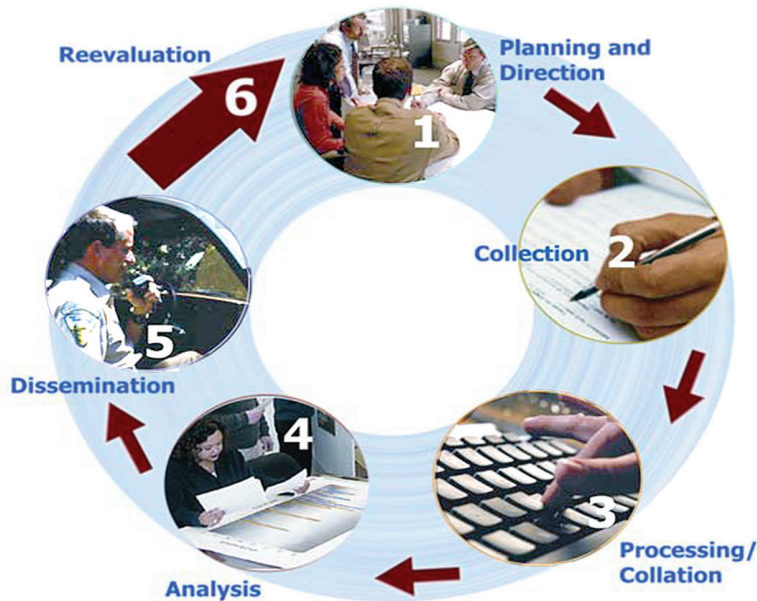 Planning and
Direction
1
Collection
2
3
Processing/
Collation
4
Analysis
5
Dissemination
Reevaluation
6